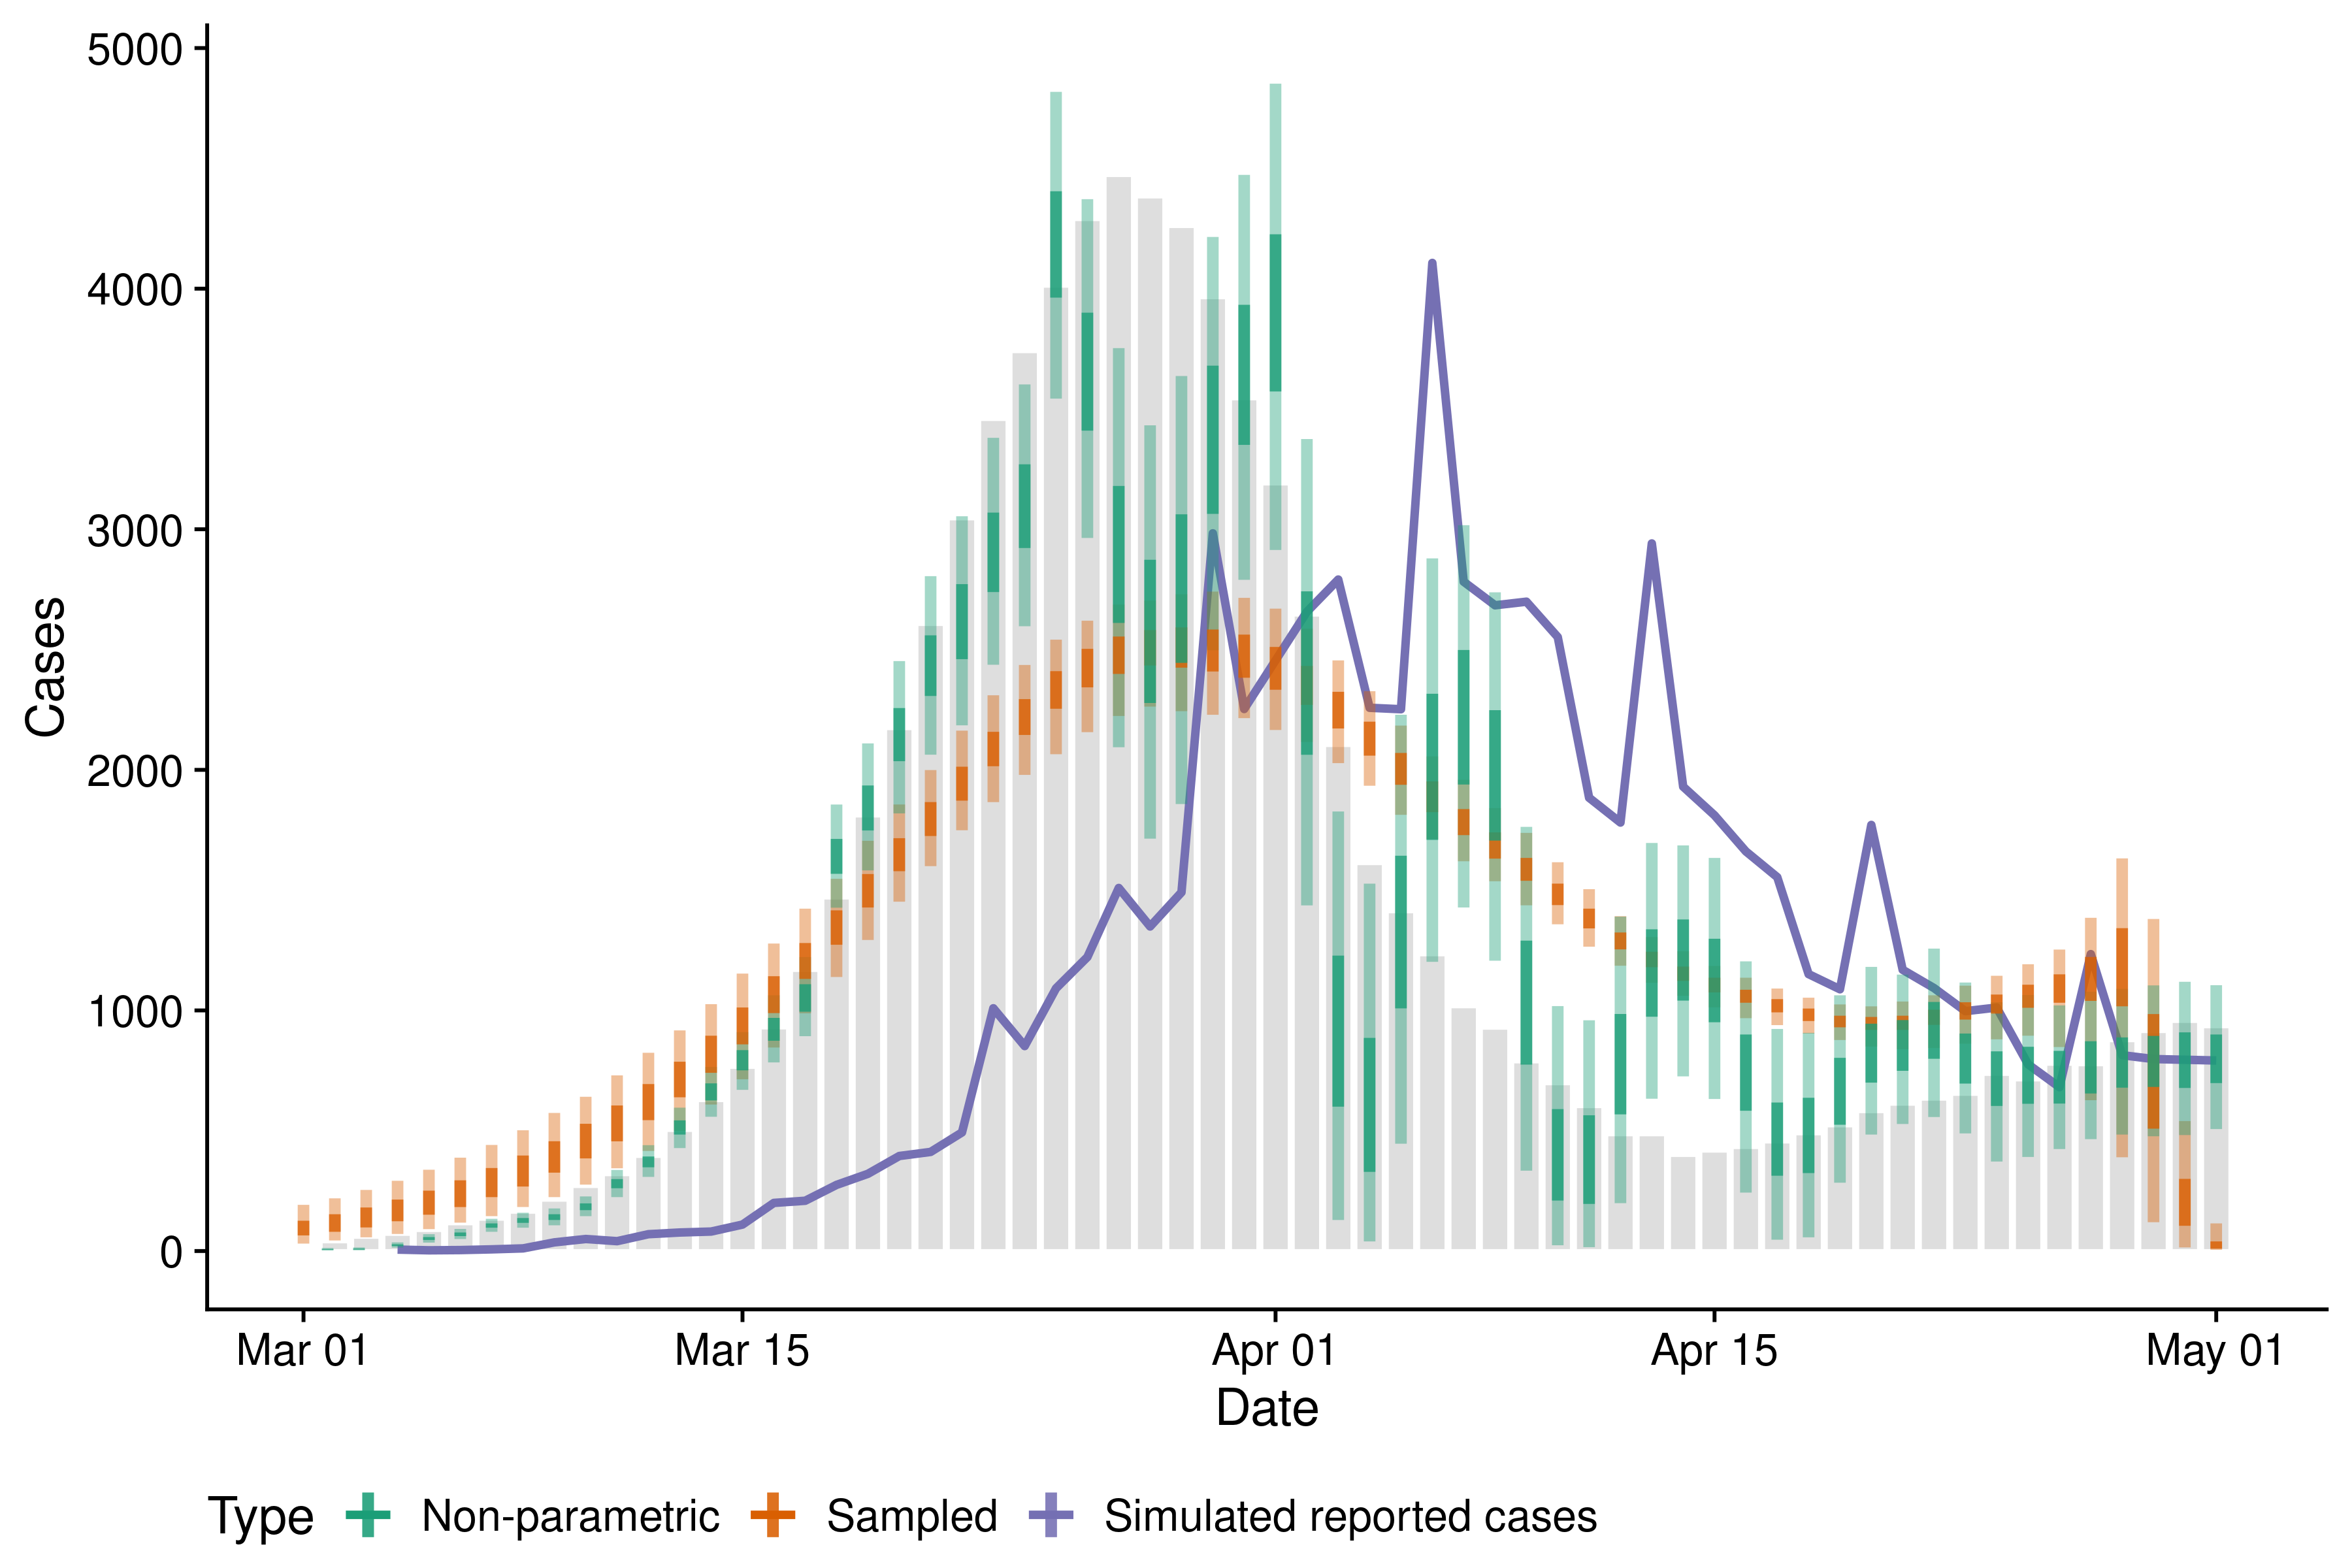 5000
4000
3000
2000
1000
0
Cases
Mar 01 Mar 15 Apr 01 Apr 15 May 01
Date
Type Non-parametric Sampled Simulated reported cases